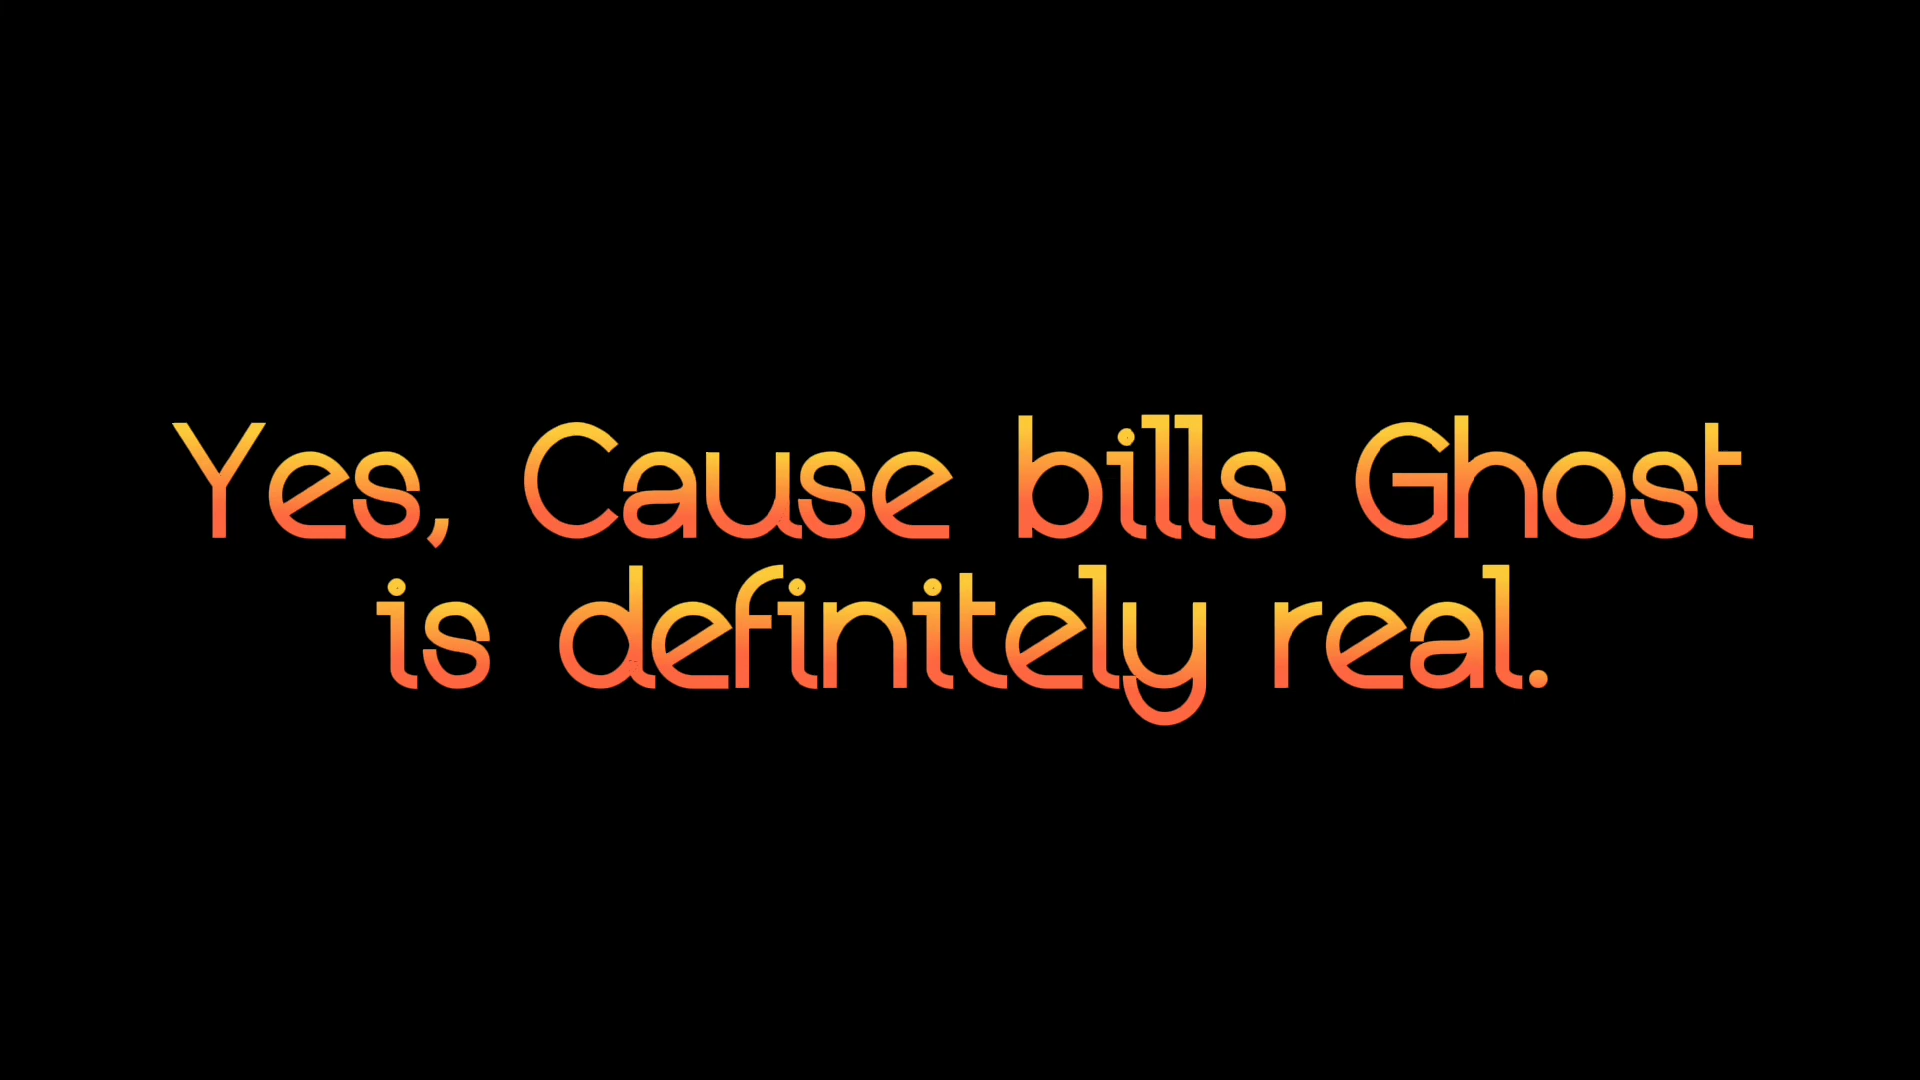 Yes, Cause bills Ghost
is definitely real.